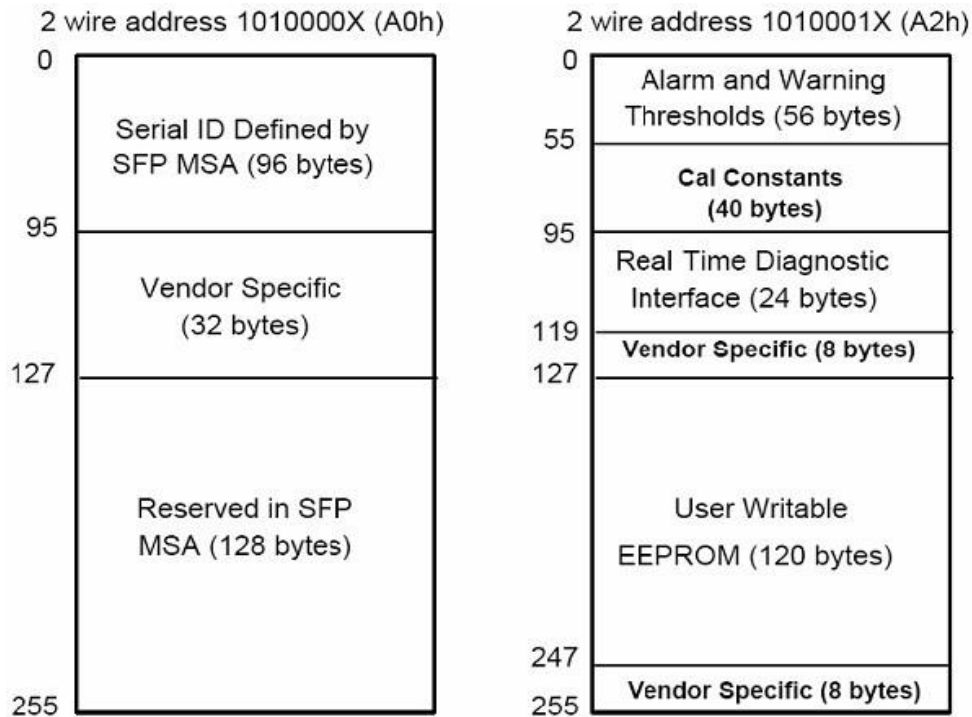 2 wire address 1010000X (A0h)
0
Serial ID Defined by
SFP MSA (96 bytes)
95
Vendor Specific
(32 bytes)
127
Reserved in SFP
MSA (128 bytes)
255
2 wire address 1010001X (A2h)
0
Alarm and Warning
Thresholds (56 bytes)
55
Cal Constants
(40 bytes)
95
Real Time Diagnostic
Interface (24 bytes)
119
Vendor Specific (8 bytes)
127
User Writable
EEPROM (120 bytes)
247
Vendor Specific (8 bytes)
255